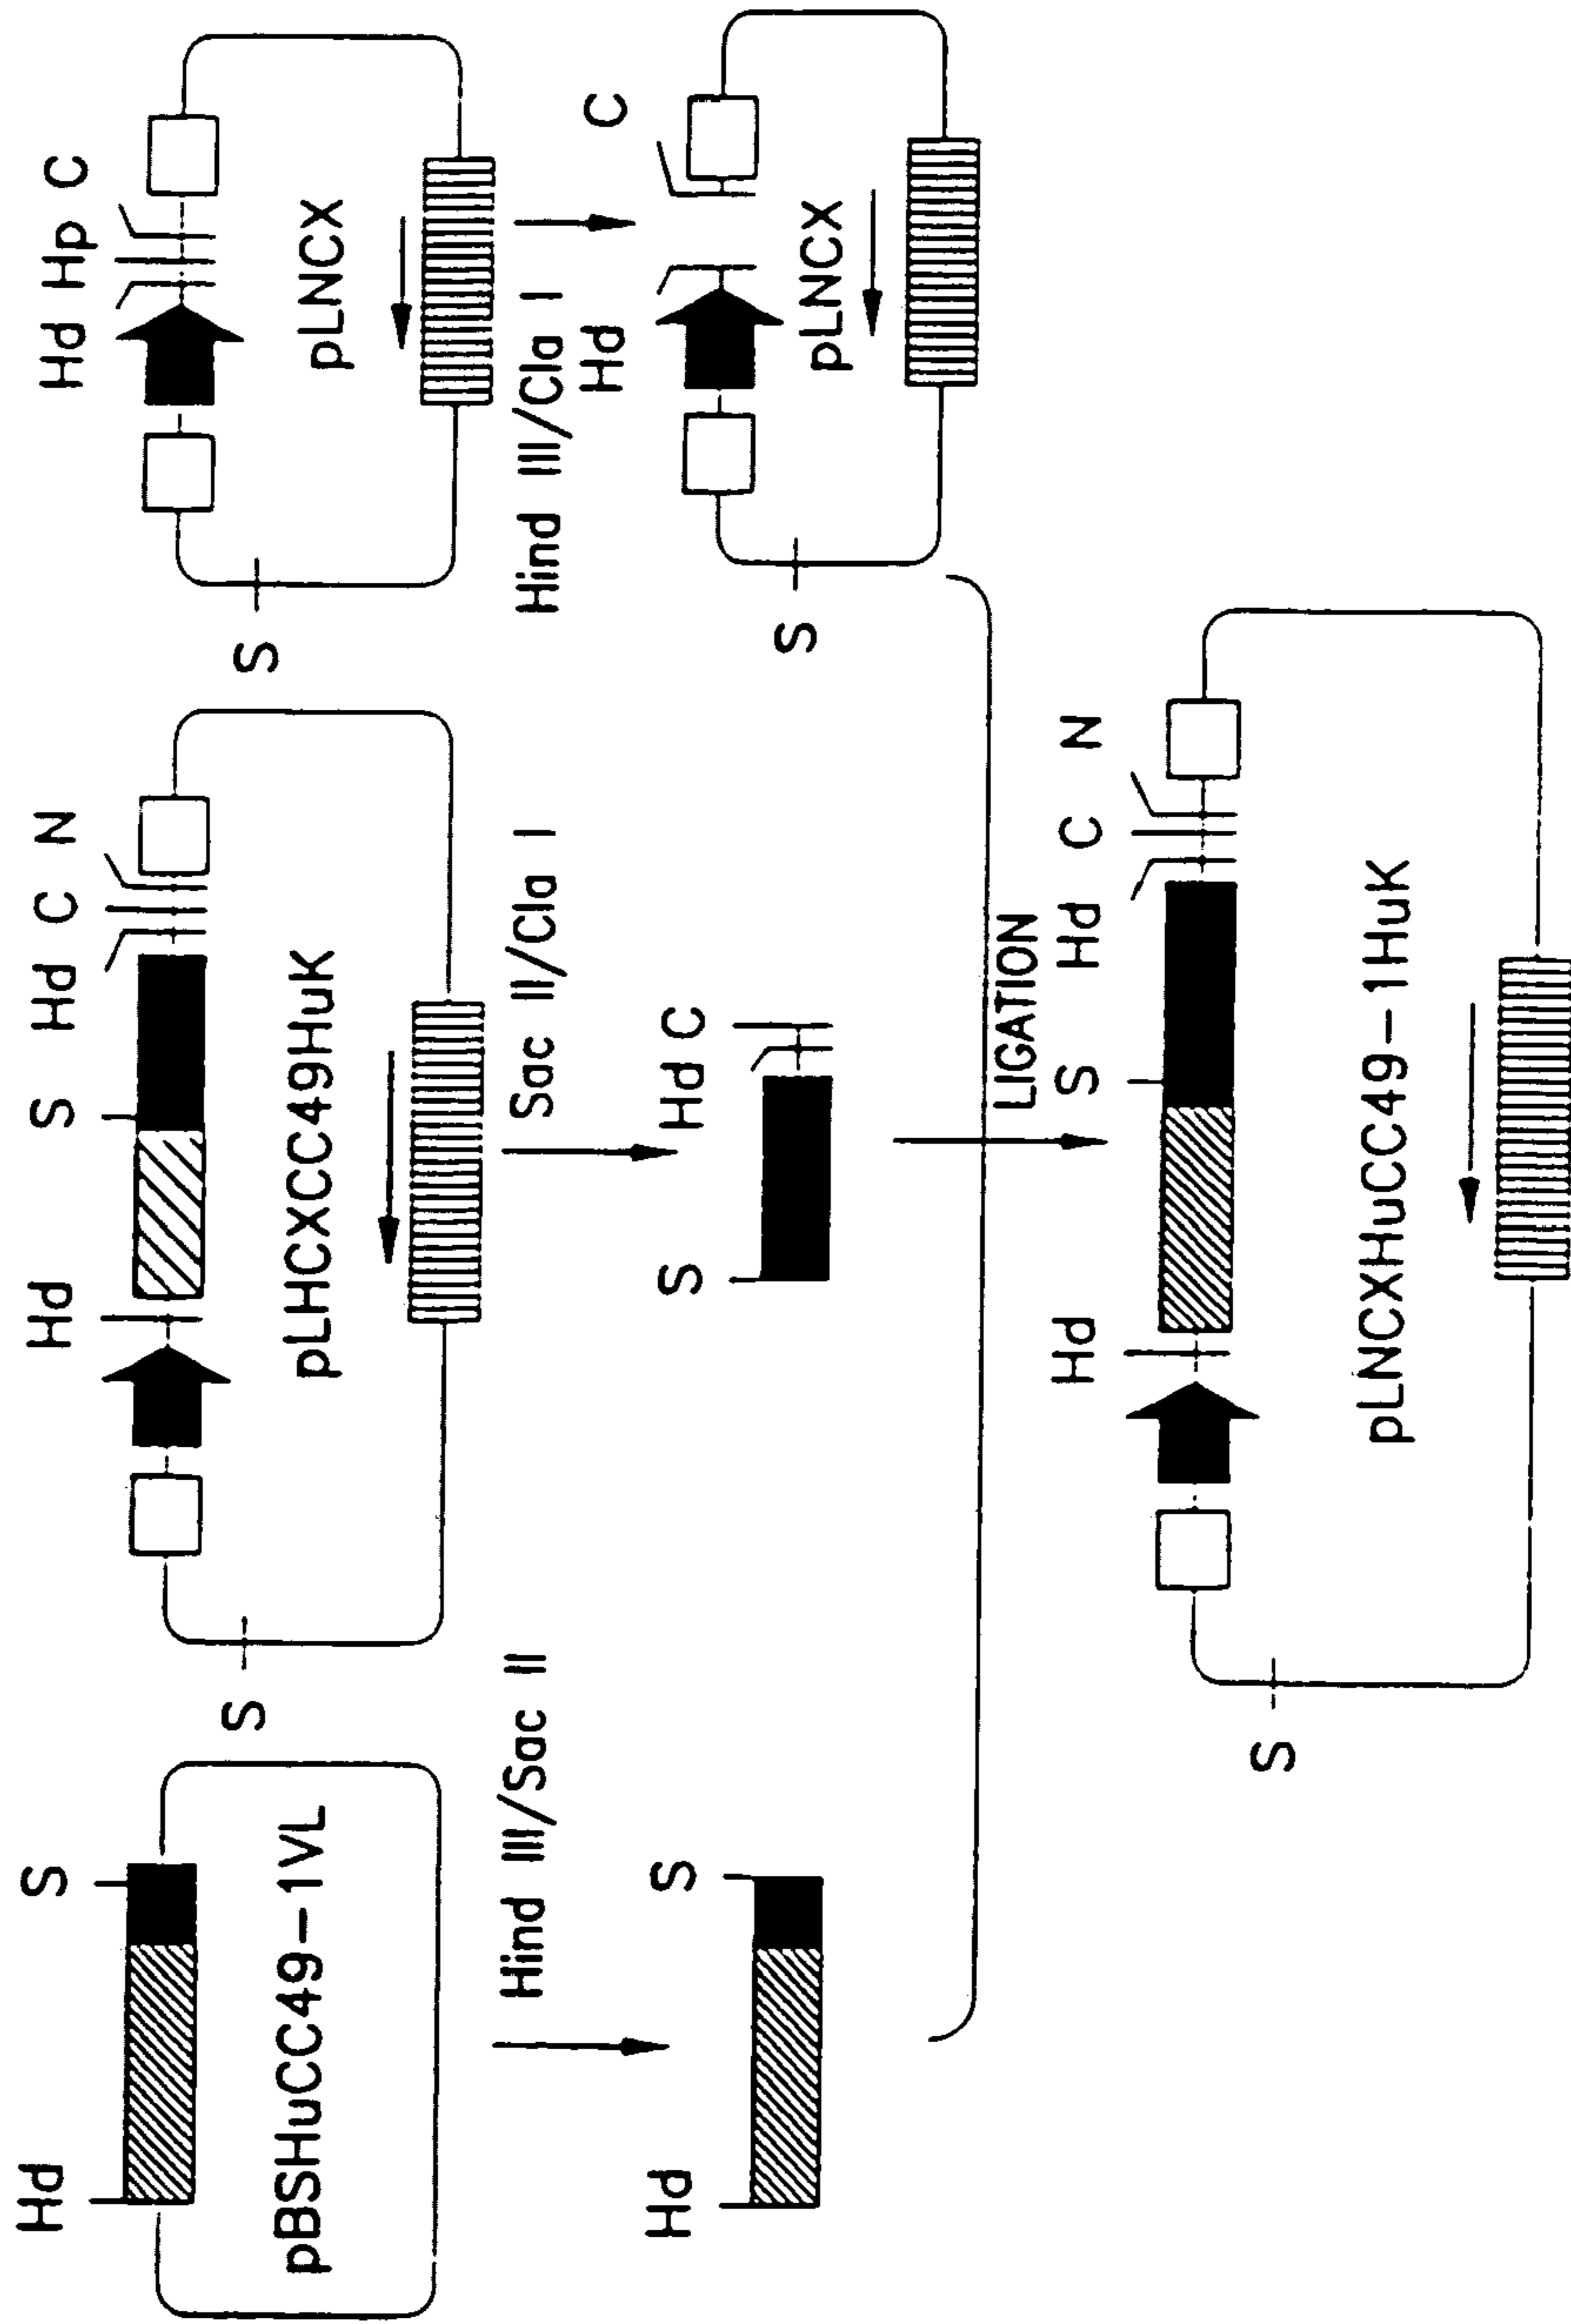 Hd S
pBSHuCC49-1VL
Hind III/Sac II
Hd S
S
Hd S Hd C N
pLHCXCC49HuK
Sac II/Cla I
S Hd C
S
Hd Hp C
pLNCX
Hind III/Cla I
S
Hd C
pLNCX
LIGATION
S
Hd S Hd C N
pLNCXHuCC49-1HuK